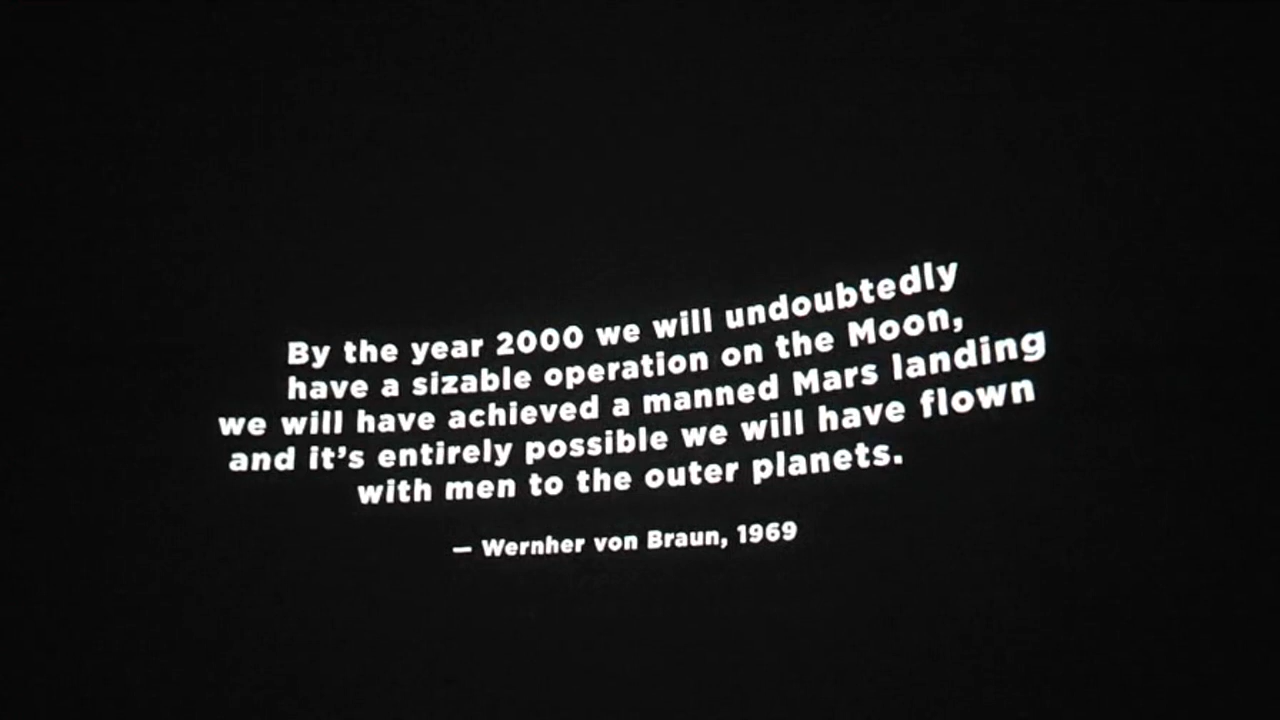 By the year 2000 we will undoubtedly
have a sizable operation on the Moon,
we will have achieved a manned Mars landing
and it's entirely possible we will have flown
with men to the outer planets.
– Wernher von Braun, 1969